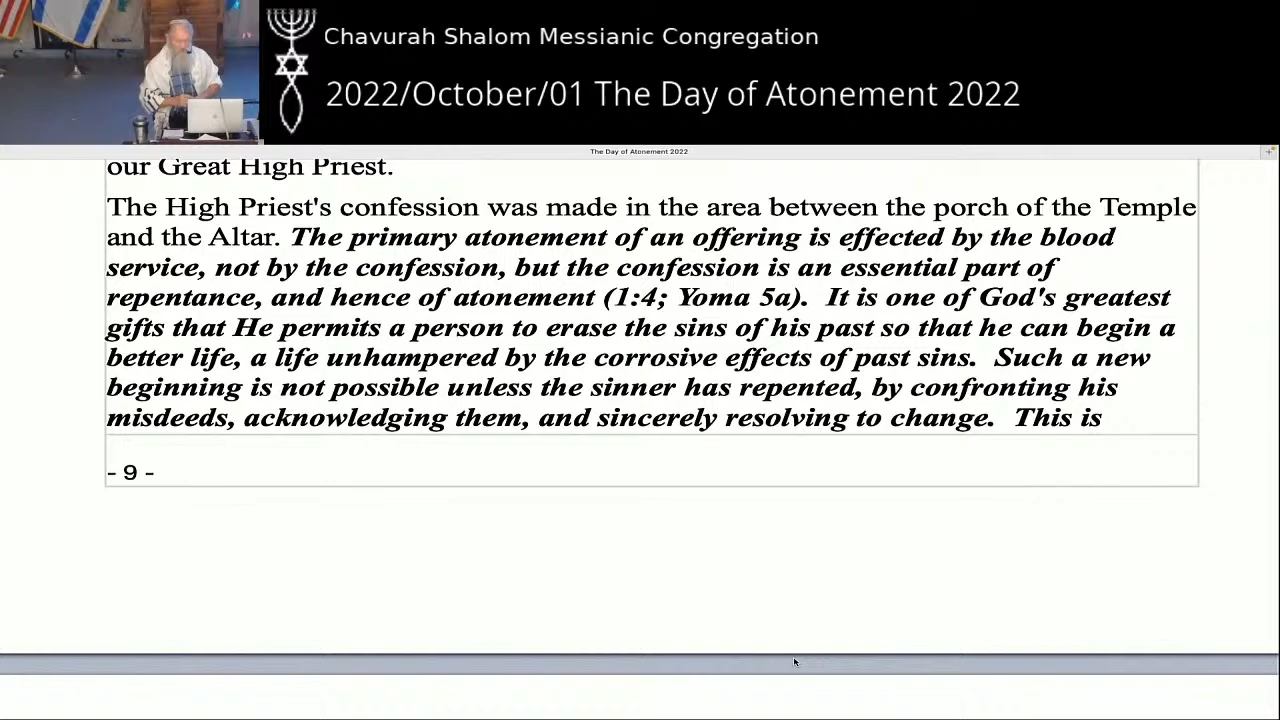 Chavurah Shalom Messianic Congregation
2022/October/01 The Day of Atonement 2022
The Day of Atonement 2022
our Great High Priest.
The High Priest's confession was made in the area between the porch of the Temple
and the Altar. The primary atonement of an offering is effected by the blood
service, not by the confession, but the confession is an essential part of
repentance, and hence of atonement (1:4; Yoma 5a).  It is one of God's greatest
gifts that He permits a person to erase the sins of his past so that he can begin a
better life, a life unhampered by the corrosive effects of past sins.  Such a new
beginning is not possible unless the sinner has repented, by confronting his
misdeeds, acknowledging them, and sincerely resolving to change.  This is
- 9 -